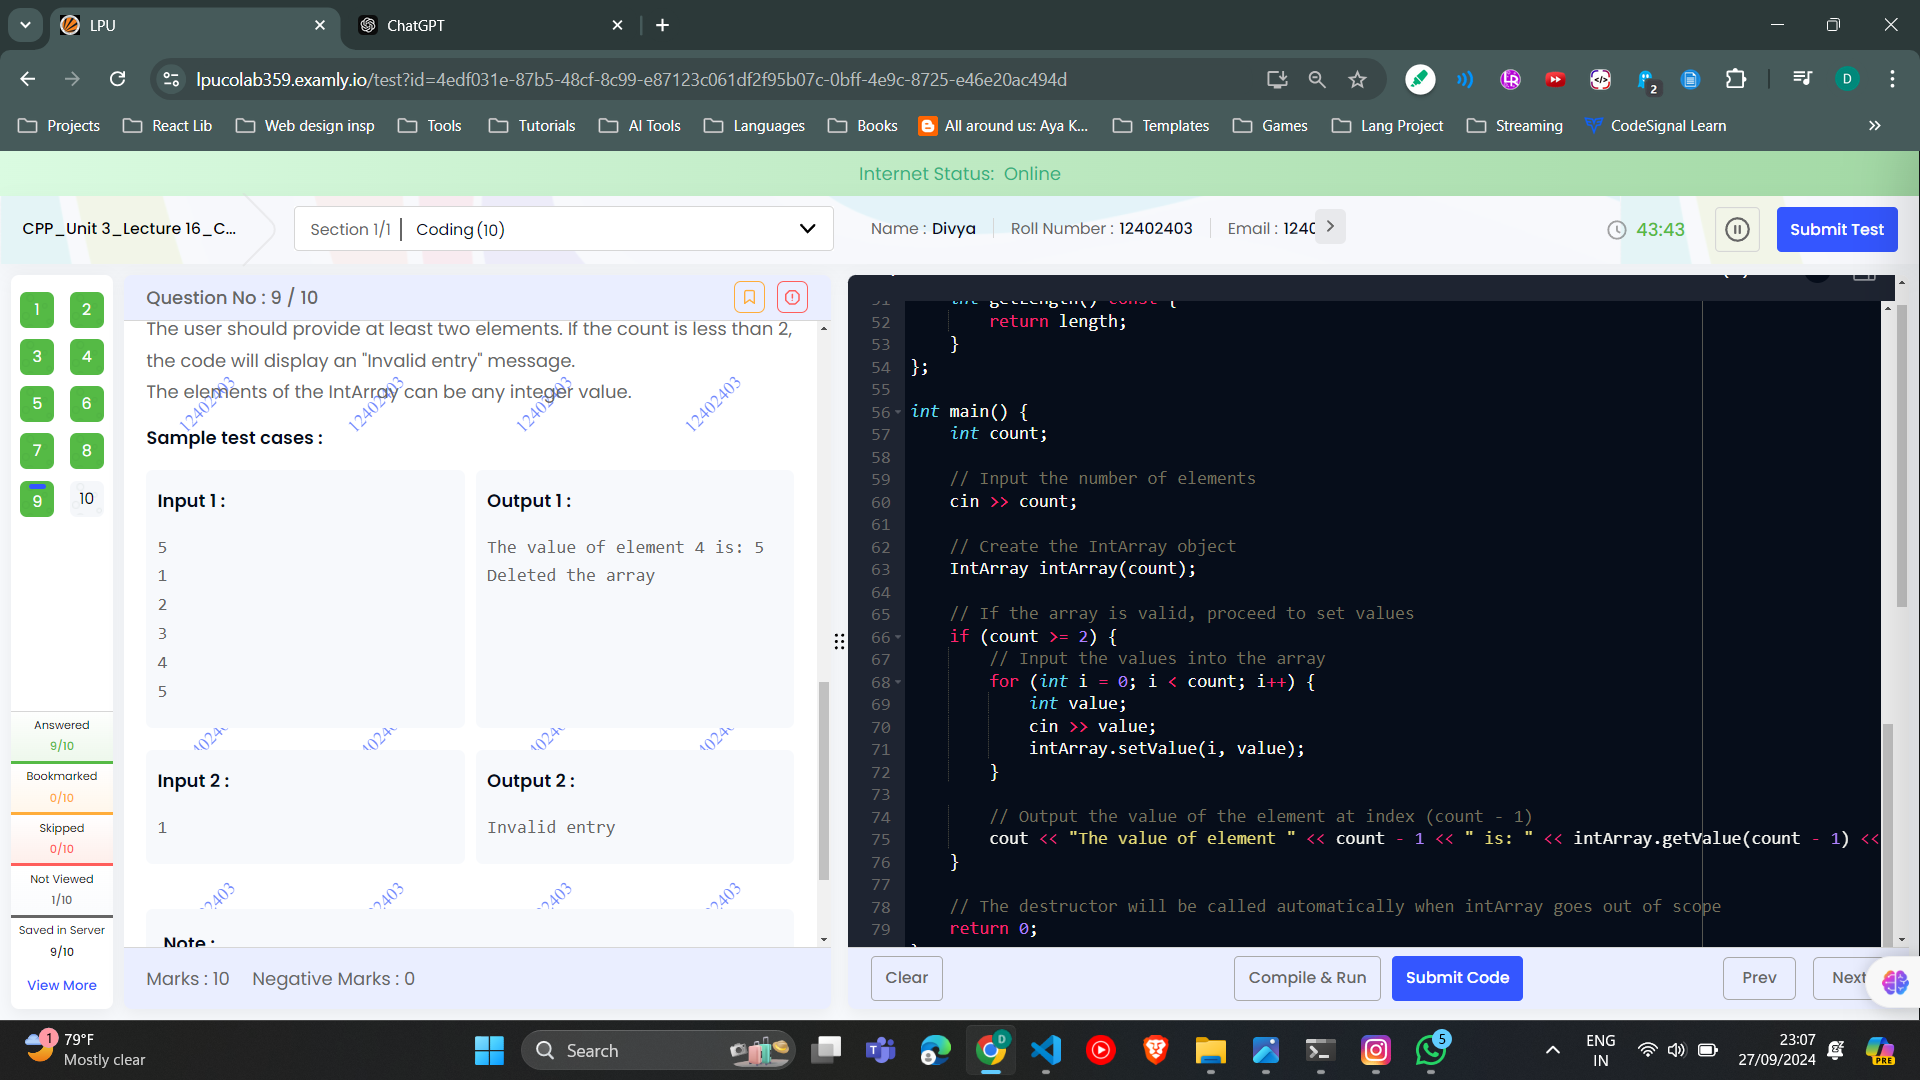 LPU
ChatGPT
lpucolab359.examly.io/test?id=4edf031e-87b5-48cf-8c99-e87123c061df2f95b07c-0bff-4e9c-8725-e46e20ac494d
2
D
Projects
React Lib
Web design insp
Tools
Tutorials
AI Tools
Languages
Books
All around us: Aya K...
Templates
Games
Lang Project
Streaming
CodeSignal Learn
»
Internet Status: Online
CPP_Unit 3_Lecture 16_C...
Section 1/1 | Coding (10)
Name : Divya
Roll Number : 12402403
Email : 1240
43:43
Submit Test
1 2
3 4
5 6
7 8
9 10
Answered
9/10
Bookmarked
0/10
Skipped
0/10
Not Viewed
1/10
Saved in Server
9/10
View More
Question No : 9 / 10
The user should provide at least two elements. If the count is less than 2,
the code will display an "Invalid entry" message.
The elements of the IntArray can be any integer value.
12402403 12402403 12402403 12402403
Sample test cases :
Input 1 :
5
1
2
3
4
5
Output 1 :
The value of element 4 is: 5
Deleted the array
Input 2 :
1
Output 2 :
Invalid entry
Note :
Marks : 10 Negative Marks : 0
51 int getLength() const {
52 return length;
53 }
54 };
55
56 int main() {
57 int count;
58
59 // Input the number of elements
60 cin >> count;
61
62 // Create the IntArray object
63 IntArray intArray(count);
64
65 // If the array is valid, proceed to set values
66 if (count >= 2) {
67 // Input the values into the array
68 for (int i = 0; i < count; i++) {
69 int value;
70 cin >> value;
71 intArray.setValue(i, value);
72 }
73
74 // Output the value of the element at index (count - 1)
75 cout << "The value of element " << count - 1 << " is: " << intArray.getValue(count - 1) <<
76 }
77
78 // The destructor will be called automatically when intArray goes out of scope
79 return 0;
Clear
Compile & Run
Submit Code
Prev
Next
1
79°F
Mostly clear
Search
D
5
PRE
ENG
IN
23:07
27/09/2024